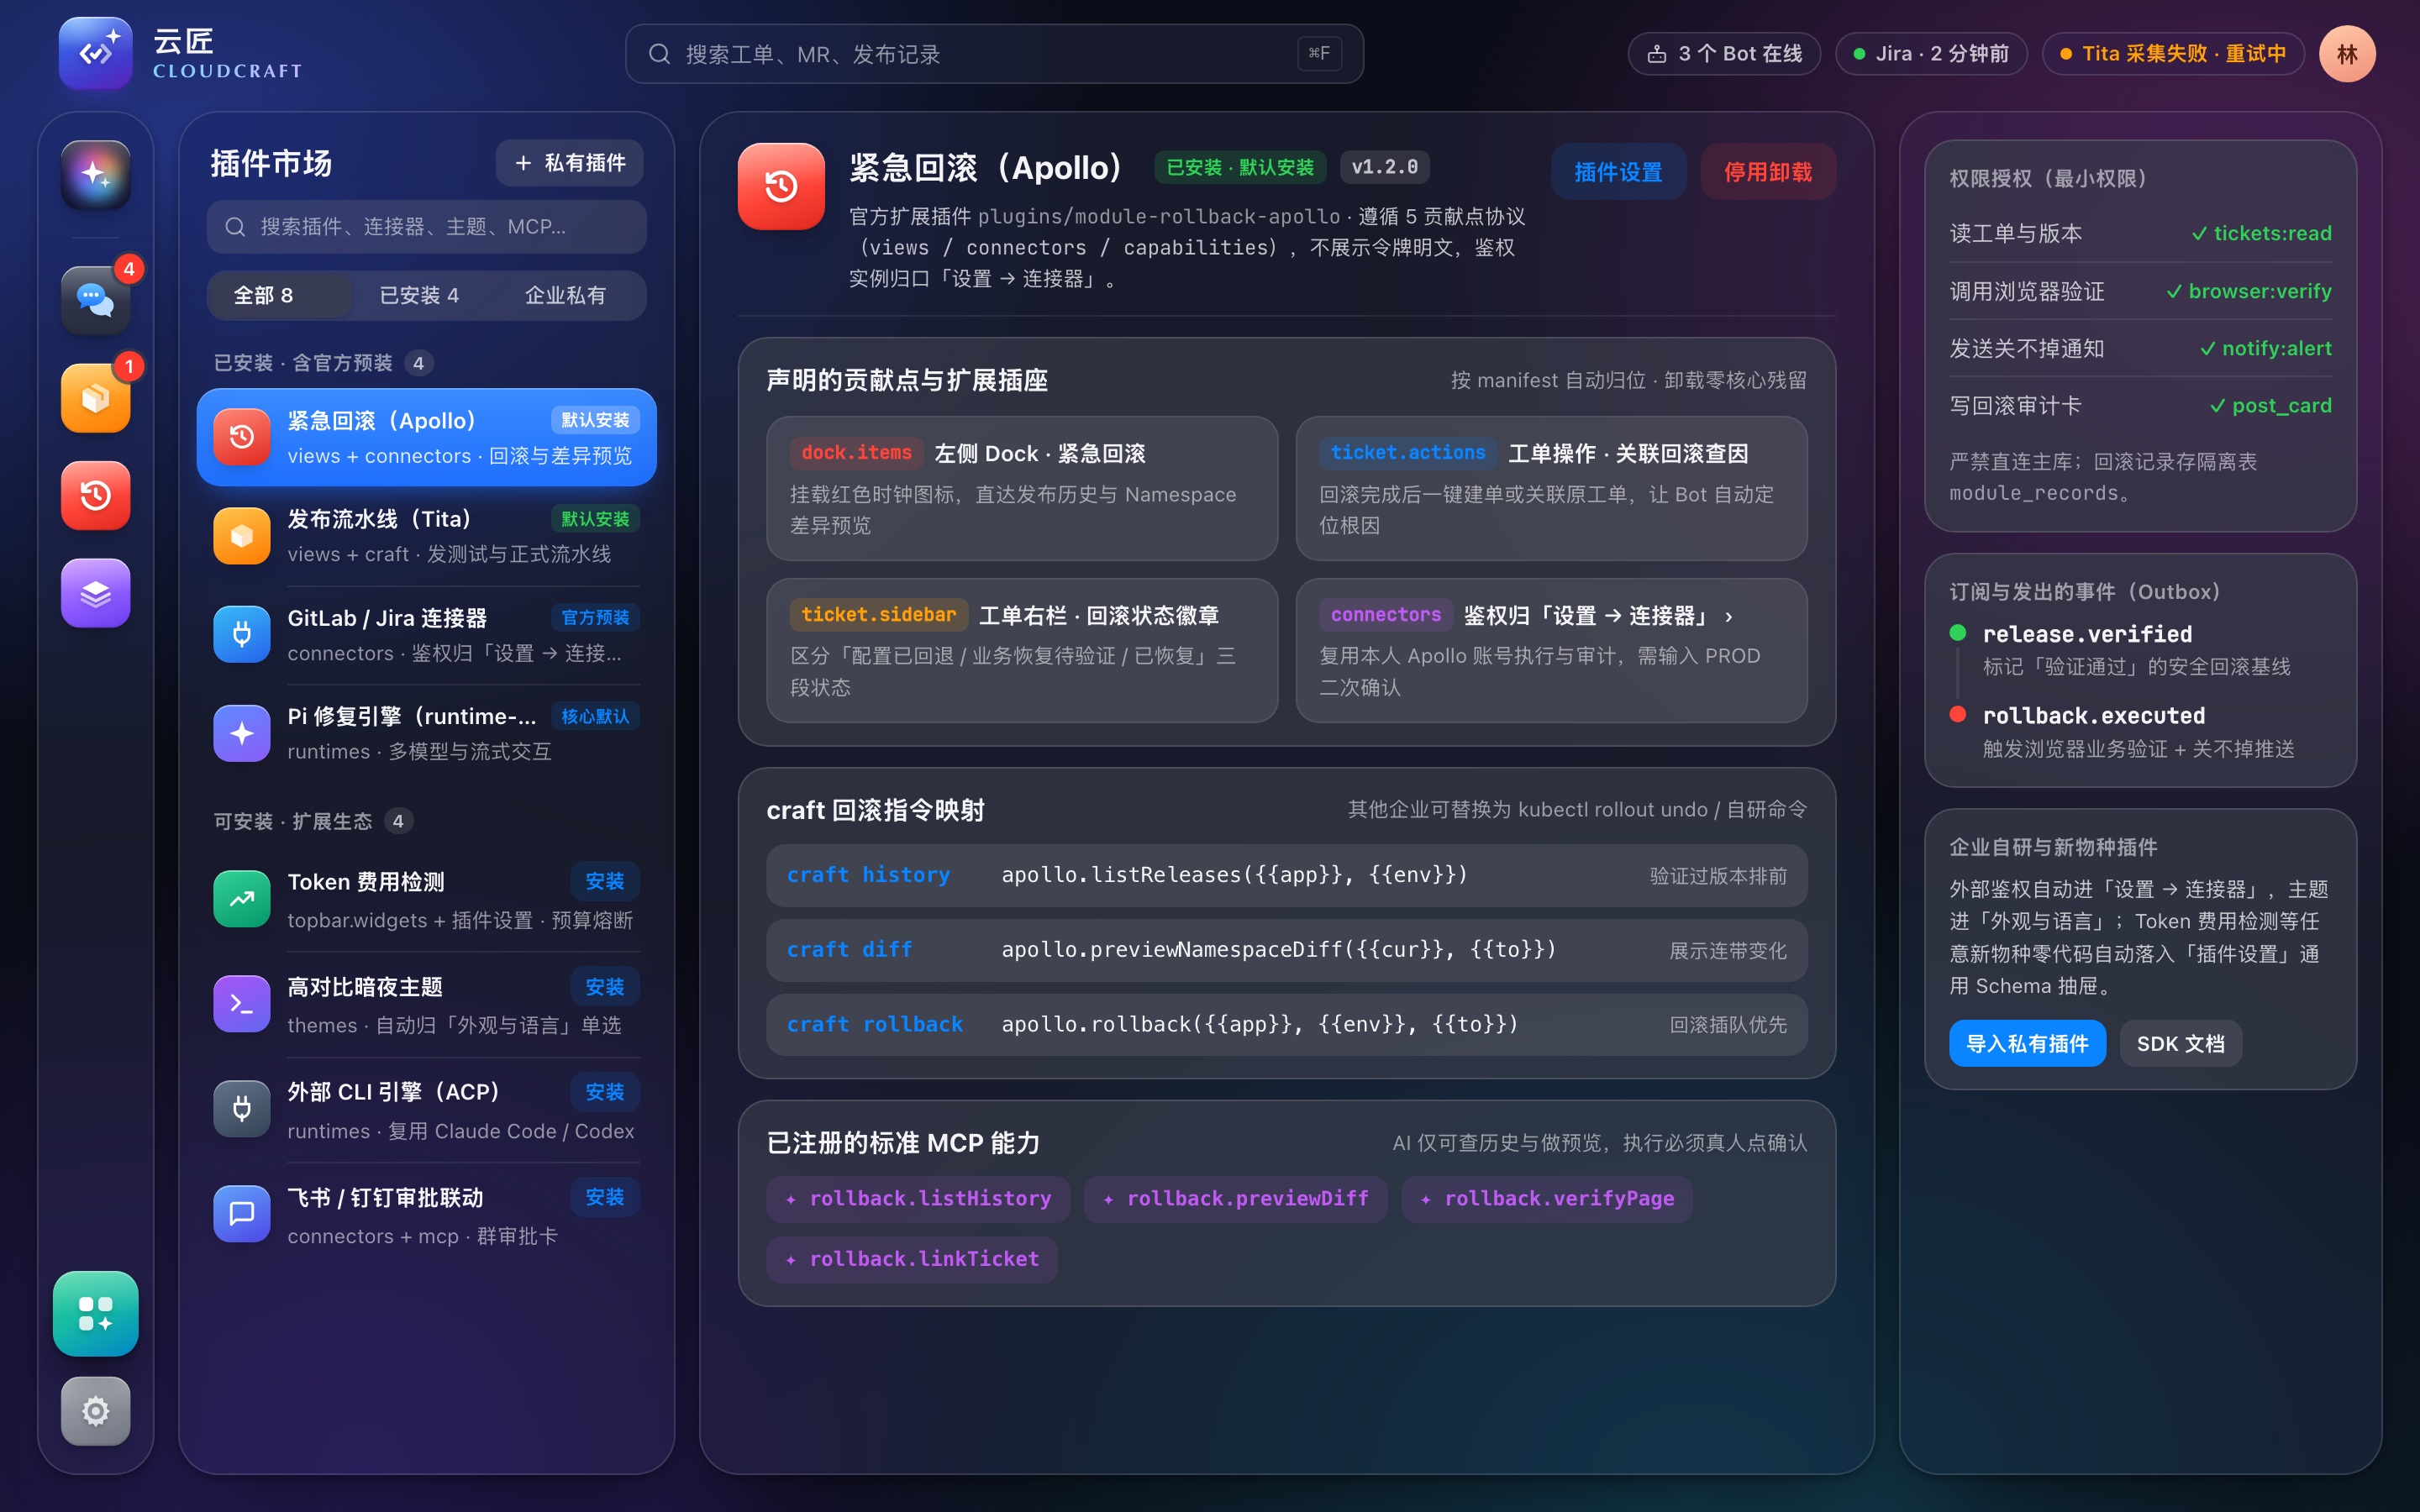 云匠
CLOUDCRAFT
搜索工单、MR、发布记录
⌘F
3 个 Bot 在线
Jira · 2 分钟前
Tita 采集失败 · 重试中
林
4
1
插件市场
+ 私有插件
搜索插件、连接器、主题、MCP...
全部 8
已安装 4
企业私有
已安装 · 含官方预装 4
紧急回滚（Apollo） 默认安装
views + connectors · 回滚与差异预览
发布流水线（Tita） 默认安装
views + craft · 发测试与正式流水线
GitLab / Jira 连接器 官方预装
connectors · 鉴权归「设置 → 连接...
Pi 修复引擎（runtime-... 核心默认
runtimes · 多模型与流式交互
可安装 · 扩展生态 4
Token 费用检测 安装
topbar.widgets + 插件设置 · 预算熔断
高对比暗夜主题 安装
themes · 自动归「外观与语言」单选
外部 CLI 引擎（ACP） 安装
runtimes · 复用 Claude Code / Codex
飞书 / 钉钉审批联动 安装
connectors + mcp · 群审批卡
紧急回滚（Apollo） 已安装 · 默认安装 v1.2.0
插件设置
停用卸载
官方扩展插件 plugins/module-rollback-apollo · 遵循 5 贡献点协议
（views / connectors / capabilities），不展示令牌明文，鉴权
实例归口「设置 → 连接器」。
声明的贡献点与扩展插座
按 manifest 自动归位 · 卸载零核心残留
dock.items 左侧 Dock · 紧急回滚
挂载红色时钟图标，直达发布历史与 Namespace
差异预览
ticket.actions 工单操作 · 关联回滚查因
回滚完成后一键建单或关联原工单，让 Bot 自动定
位根因
ticket.sidebar 工单右栏 · 回滚状态徽章
区分「配置已回退 / 业务恢复待验证 / 已恢复」三
段状态
connectors 鉴权归「设置 → 连接器」 ›
复用本人 Apollo 账号执行与审计，需输入 PROD
二次确认
craft 回滚指令映射
其他企业可替换为 kubectl rollout undo / 自研命令
craft history apollo.listReleases({{app}}, {{env}}) 验证过版本排前
craft diff apollo.previewNamespaceDiff({{cur}}, {{to}}) 展示连带变化
craft rollback apollo.rollback({{app}}, {{env}}, {{to}}) 回滚插队优先
已注册的标准 MCP 能力
AI 仅可查历史与做预览，执行必须真人点确认
✦ rollback.listHistory
✦ rollback.previewDiff
✦ rollback.verifyPage
✦ rollback.linkTicket
权限授权（最小权限）
读工单与版本 ✓ tickets:read
调用浏览器验证 ✓ browser:verify
发送关不掉通知 ✓ notify:alert
写回滚审计卡 ✓ post_card
严禁直连主库；回滚记录存隔离表
module_records。
订阅与发出的事件（Outbox）
release.verified
标记「验证通过」的安全回滚基线
rollback.executed
触发浏览器业务验证 + 关不掉推送
企业自研与新物种插件
外部鉴权自动进「设置 → 连接器」，主题
进「外观与语言」；Token 费用检测等任
意新物种零代码自动落入「插件设置」通
用 Schema 抽屉。
导入私有插件
SDK 文档